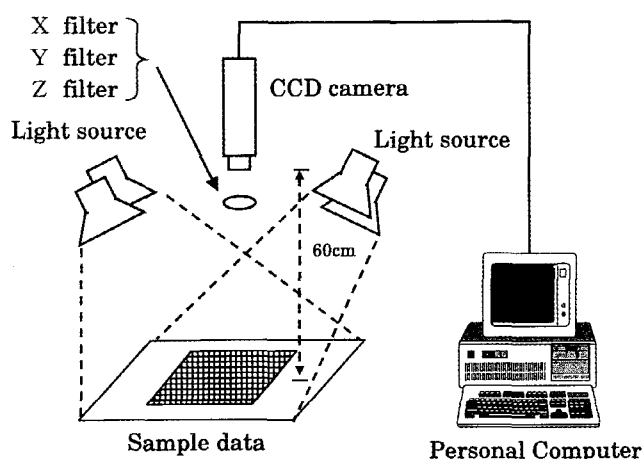 X filter
Y filter
Z filter
CCD camera
Light source
Light source
60cm
Sample data
Personal Computer